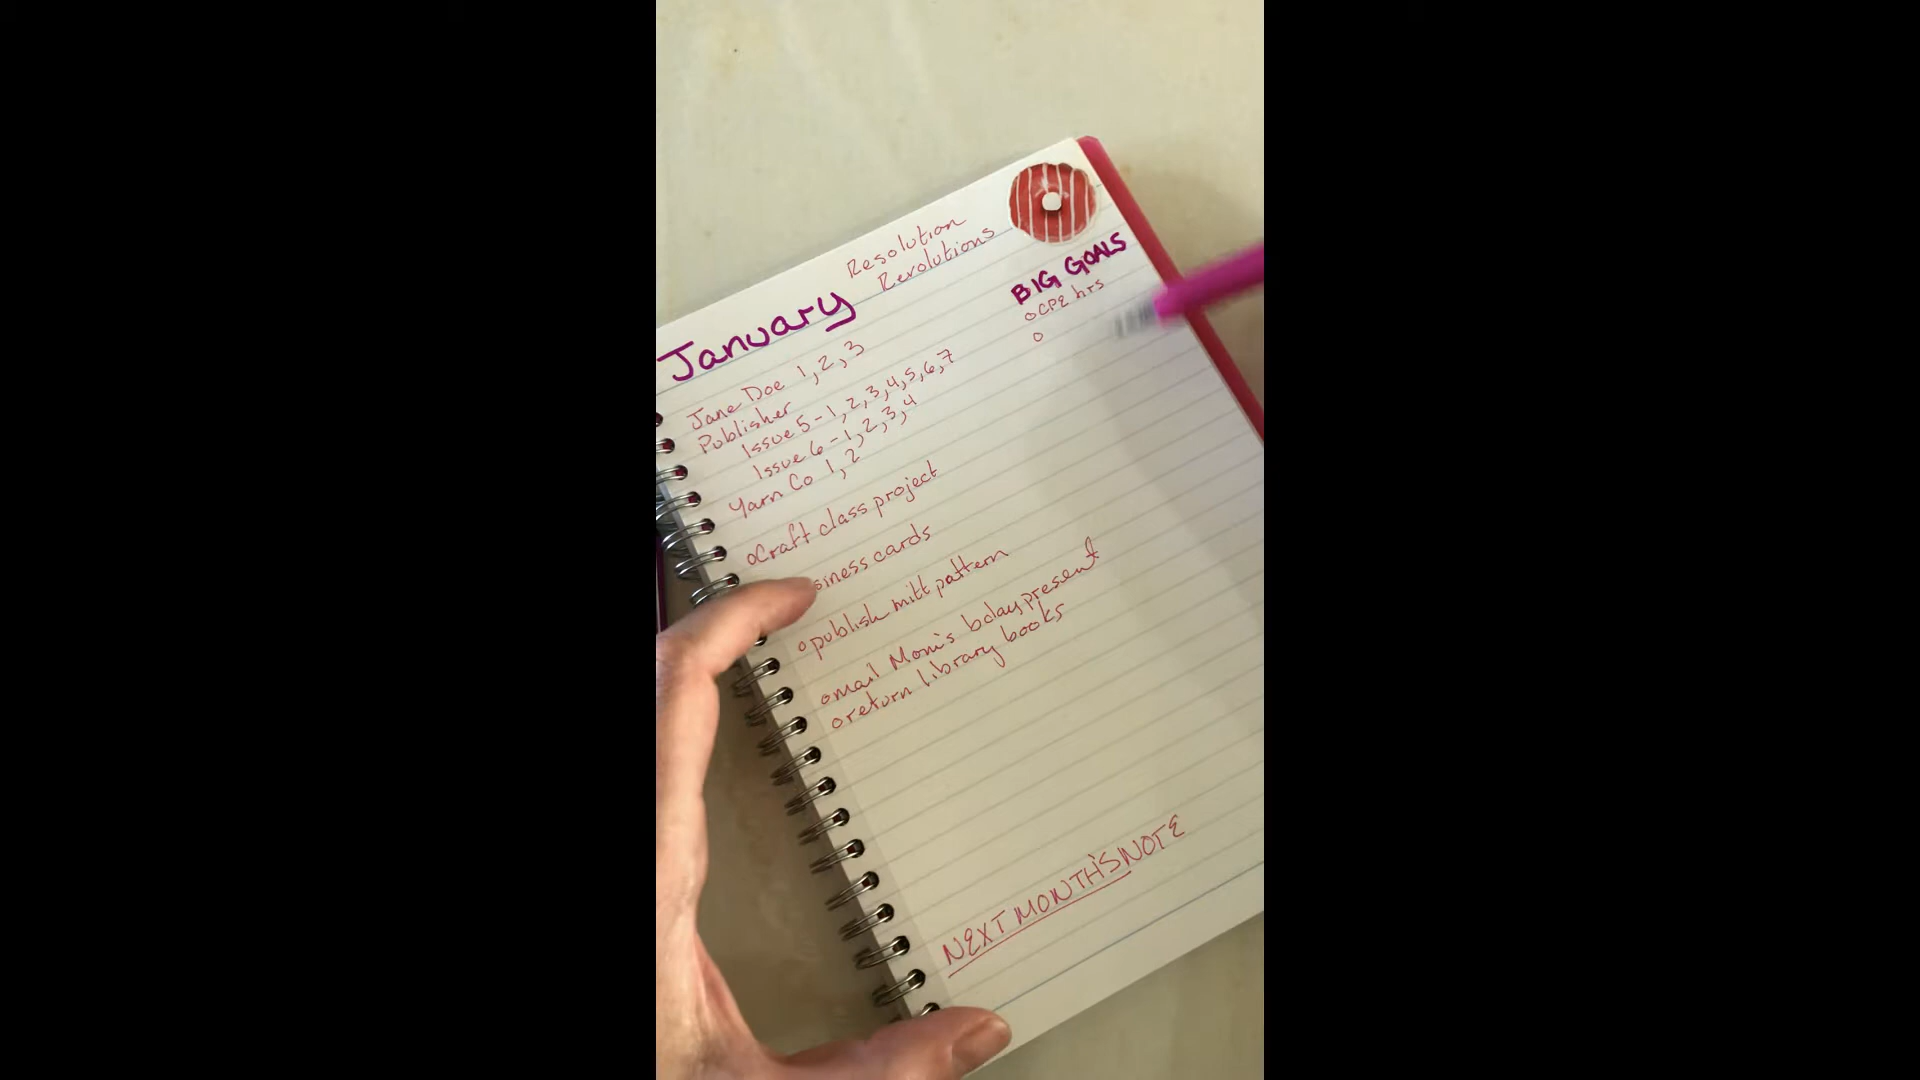 Resolution
Revolutions
January
BIG GOALS
o CPE hrs
o
Jane Doe 1, 2, 3
Publisher
Issue 5 - 1, 2, 3, 4, 5, 6, 7
Issue 6 - 1, 2, 3, 4
Yarn Co 1, 2
o Craft class project
siness cards
o publish mitt pattern
o mail Mom's bday present
o return library books
NEXT MONTH'S NOTE